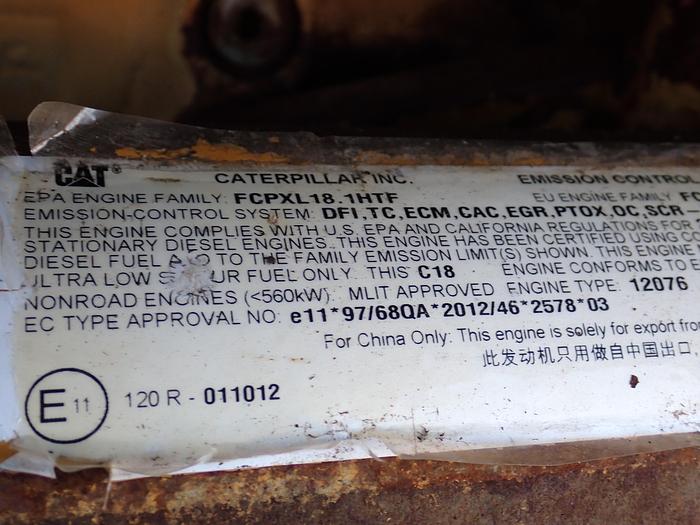 CAT® CATERPILLAR INC. EMISSION CONTROL
EPA ENGINE FAMILY: FCPXL18.1HTF EU ENGINE FAMILY FC
EMISSION-CONTROL SYSTEM: DFI,TC,ECM,CAC,EGR,PTOX,OC,SCR -
THIS ENGINE COMPLIES WITH U.S. EPA AND CALIFORNIA REGULATIONS FOR
STATIONARY DIESEL ENGINES. THIS ENGINE HAS BEEN CERTIFIED USING
DIESEL FUEL TO THE FAMILY EMISSION LIMIT(S) SHOWN. THIS ENGINE
ULTRA LOW FUEL ONLY. THIS C18 ENGINE CONFORMS TO
NONROAD ENGINES (<560kW). MLIT APPROVED ENGINE TYPE: 12076
EC TYPE APPROVAL NO: e11*97/68QA*2012/46*2578*03
For China Only: This engine is solely for export from
此发动机只用做自中国出口
E11 120 R - 011012